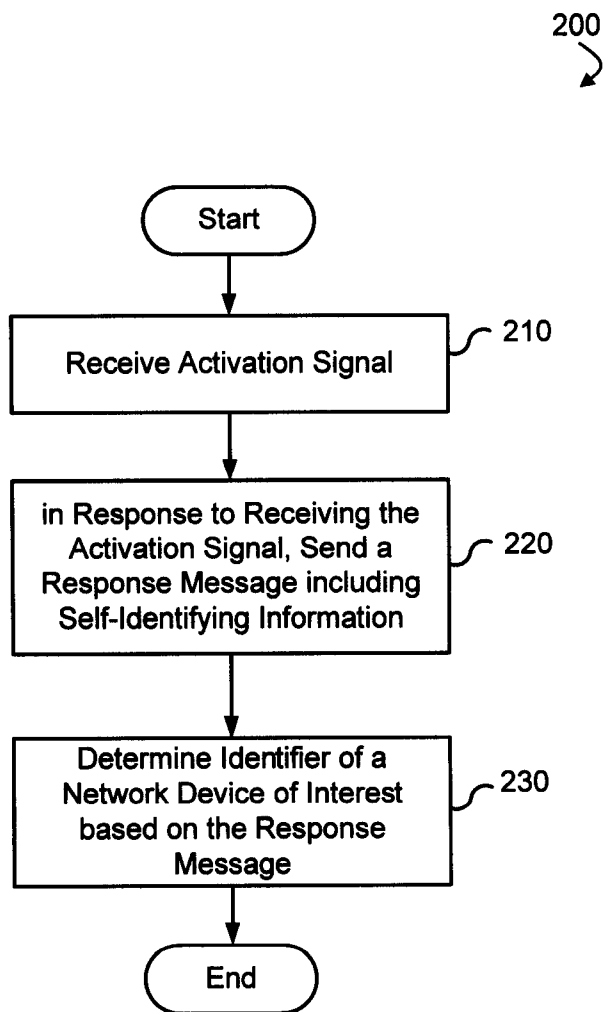 200
Start
Receive Activation Signal
210
in Response to Receiving the
Activation Signal, Send a
Response Message including
Self-Identifying Information
220
Determine Identifier of a
Network Device of Interest
based on the Response
Message
230
End